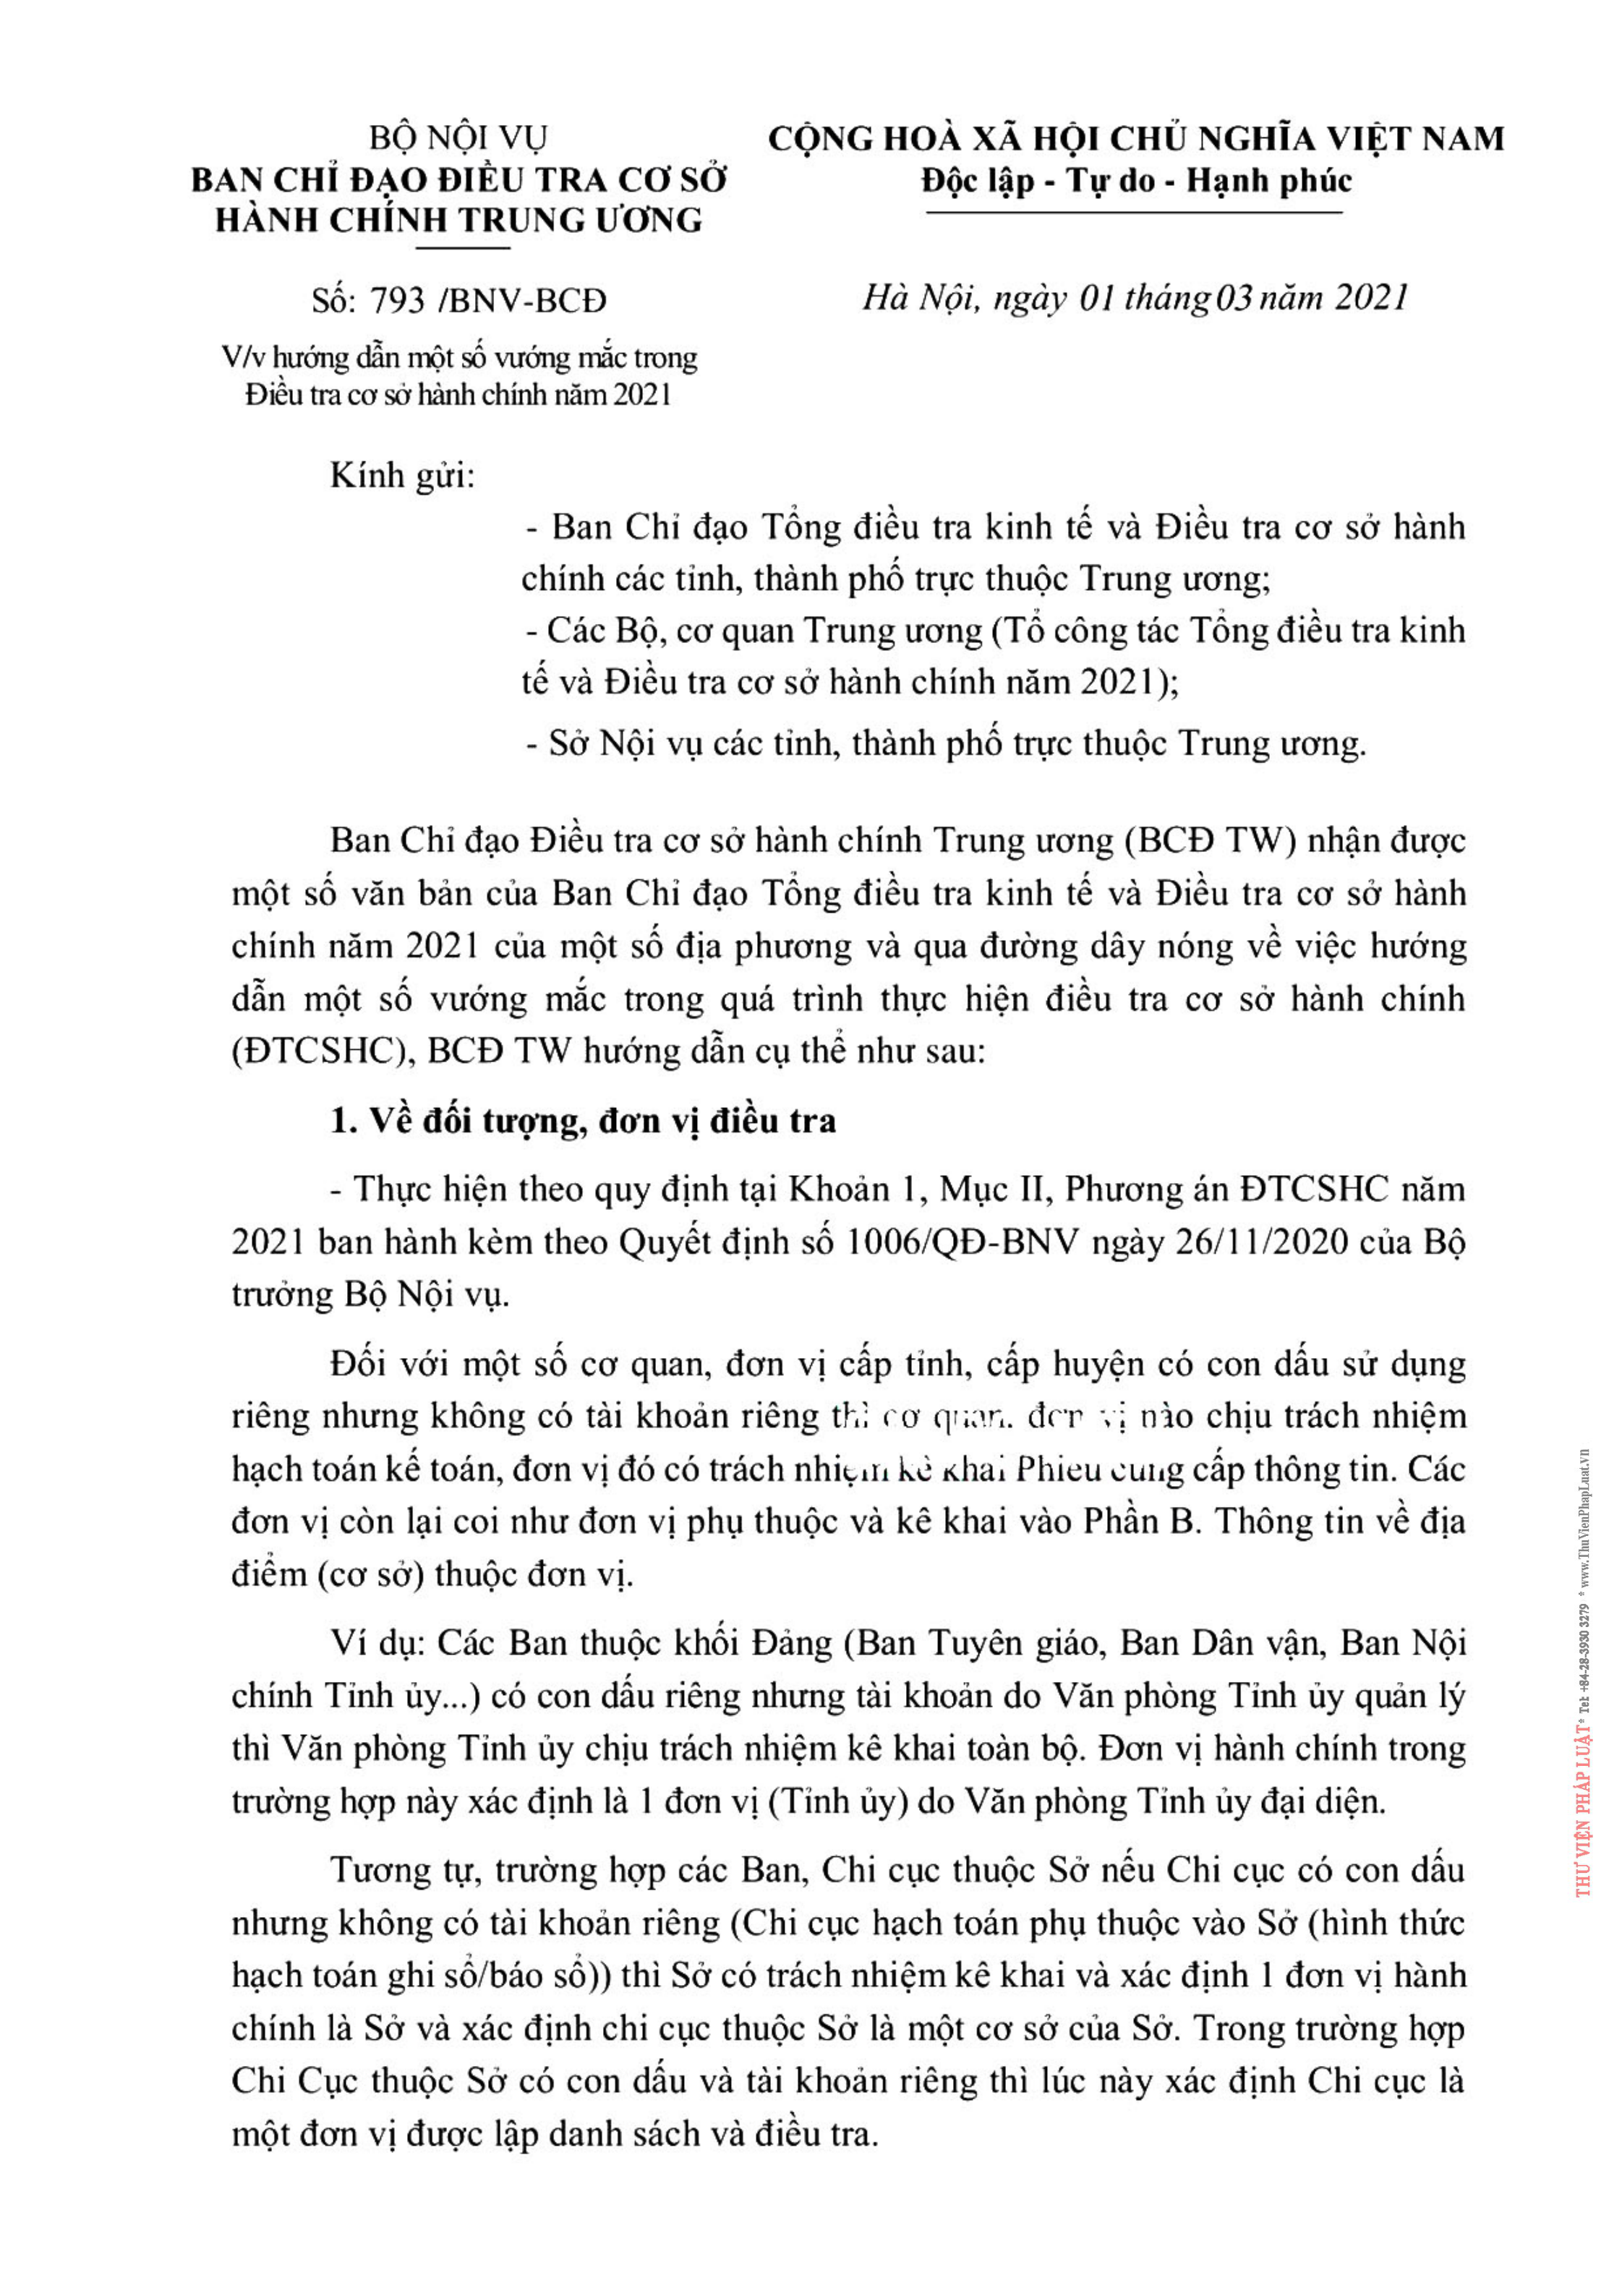 BỘ NỘI VỤ
BAN CHỈ ĐẠO ĐIỀU TRA CƠ SỞ
HÀNH CHÍNH TRUNG ƯƠNG
CỘNG HOÀ XÃ HỘI CHỦ NGHĨA VIỆT NAM
Độc lập - Tự do - Hạnh phúc
Số: 793 /BNV-BCĐ
Hà Nội, ngày 01 tháng 03 năm 2021
V/v hướng dẫn một số vướng mắc trong
Điều tra cơ sở hành chính năm 2021
Kính gửi:
- Ban Chỉ đạo Tổng điều tra kinh tế và Điều tra cơ sở hành
chính các tỉnh, thành phố trực thuộc Trung ương;
- Các Bộ, cơ quan Trung ương (Tổ công tác Tổng điều tra kinh
tế và Điều tra cơ sở hành chính năm 2021);
- Sở Nội vụ các tỉnh, thành phố trực thuộc Trung ương.
Ban Chỉ đạo Điều tra cơ sở hành chính Trung ương (BCĐ TW) nhận được
một số văn bản của Ban Chỉ đạo Tổng điều tra kinh tế và Điều tra cơ sở hành
chính năm 2021 của một số địa phương và qua đường dây nóng về việc hướng
dẫn một số vướng mắc trong quá trình thực hiện điều tra cơ sở hành chính
(ĐTCSHC), BCĐ TW hướng dẫn cụ thể như sau:
1. Về đối tượng, đơn vị điều tra
- Thực hiện theo quy định tại Khoản 1, Mục II, Phương án ĐTCSHC năm
2021 ban hành kèm theo Quyết định số 1006/QĐ-BNV ngày 26/11/2020 của Bộ
trưởng Bộ Nội vụ.
Đối với một số cơ quan, đơn vị cấp tỉnh, cấp huyện có con dấu sử dụng
riêng nhưng không có tài khoản riêng thì cơ quan, đơn vị nào chịu trách nhiệm
hạch toán kế toán, đơn vị đó có trách nhiệm kê khai Phiếu cung cấp thông tin. Các
đơn vị còn lại coi như đơn vị phụ thuộc và kê khai vào Phần B. Thông tin về địa
điểm (cơ sở) thuộc đơn vị.
Ví dụ: Các Ban thuộc khối Đảng (Ban Tuyên giáo, Ban Dân vận, Ban Nội
chính Tỉnh ủy...) có con dấu riêng nhưng tài khoản do Văn phòng Tỉnh ủy quản lý
thì Văn phòng Tỉnh ủy chịu trách nhiệm kê khai toàn bộ. Đơn vị hành chính trong
trường hợp này xác định là 1 đơn vị (Tỉnh ủy) do Văn phòng Tỉnh ủy đại diện.
Tương tự, trường hợp các Ban, Chi cục thuộc Sở nếu Chi cục có con dấu
nhưng không có tài khoản riêng (Chi cục hạch toán phụ thuộc vào Sở (hình thức
hạch toán ghi sổ/báo sổ)) thì Sở có trách nhiệm kê khai và xác định 1 đơn vị hành
chính là Sở và xác định chi cục thuộc Sở là một cơ sở của Sở. Trong trường hợp
Chi Cục thuộc Sở có con dấu và tài khoản riêng thì lúc này xác định Chi cục là
một đơn vị được lập danh sách và điều tra.
THƯ VIỆN PHÁP LUẬT * Tel: +84-28-3930 3279 * www.ThuVienPhapLuat.vn